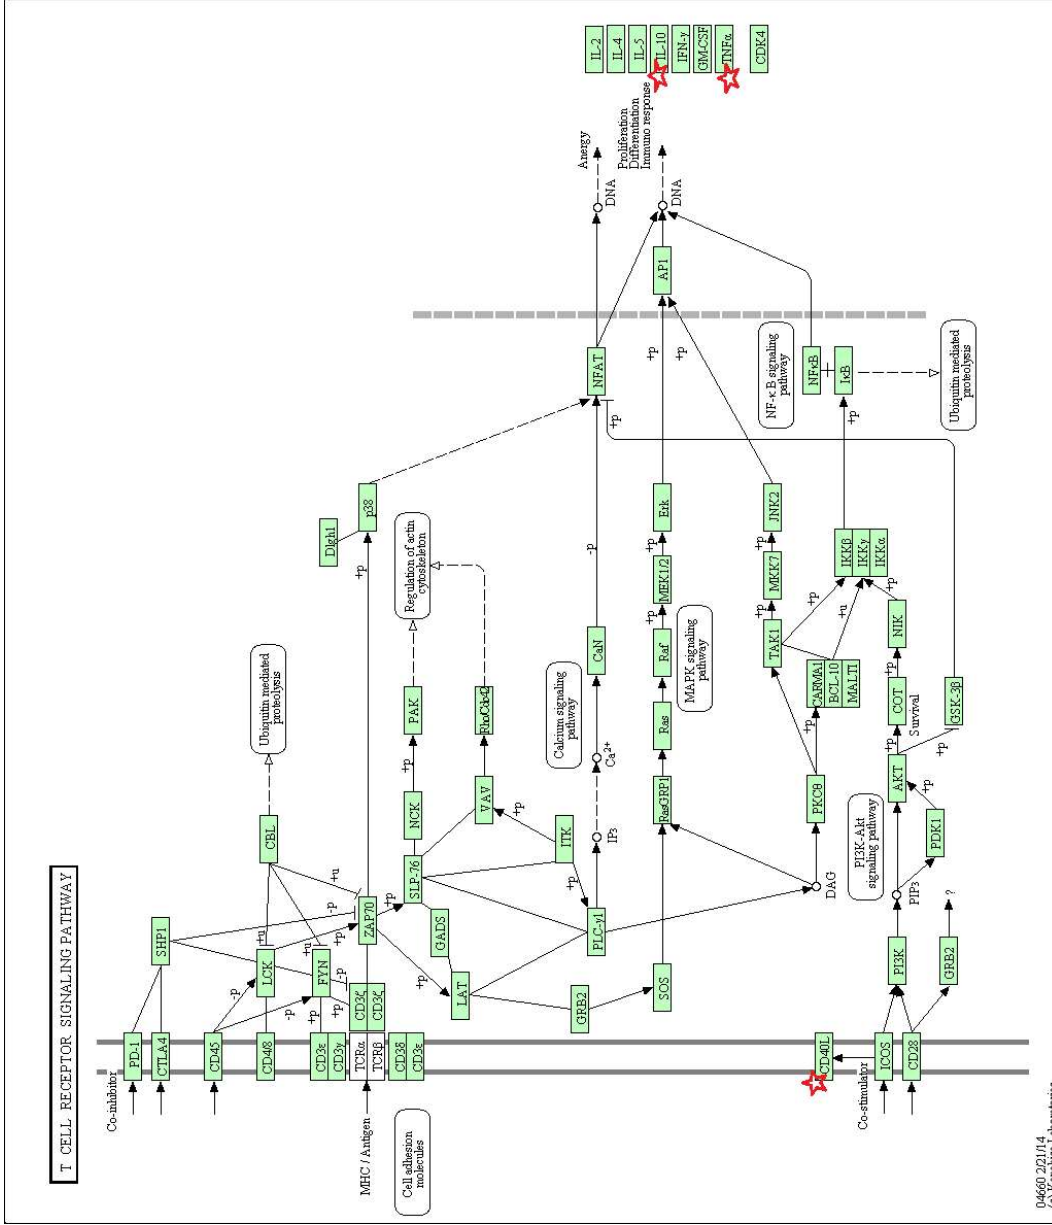 T CELL RECEPTOR SIGNALING PATHWAY
Co-inhibitor
PD-1
CTLA4
SHP1
CD45
CD4/8
LCK
FYN
CBL
Ubiquitin mediated
proteolysis
CD3ε
CD3γ
TCRα
TCRβ
CD3δ
CD3ε
CD3ζ
CD3ζ
MHC / Antigen
Cell adhesion
molecules
ZAP70
+u
-p
+p
+u
+u
+p
-p
-p
-p
+p
+p
+p
+p
Dlgh1
p38
+p
SLP-76
GADS
LAT
NCK
PAK
+p
Regulation of actin
cytoskeleton
VAV
+p
ITK
+p
PLC-γ1
IP3
Ca2+
Calcium signaling
pathway
CaN
-p
NFAT
+p
DNA
Anergy
GRB2
SOS
RasGRP1
Ras
Raf
+p
MEK1/2
+p
Erk
+p
MAPK signaling
pathway
AP1
DNA
Proliferation
Differentiation
Immuno response
IL-2
IL-4
IL-5
IL-10
IFN-γ
GM-CSF
TNFα
CDK4
DAG
PKCθ
TAK1
+p
MKK7
+p
JNK2
+p
+p
CARMA1
BCL-10
MALT1
+p
+u
IKKβ
IKKγ
IKKα
+p
+p
NF-κB signaling
pathway
NFκB
IκB
Ubiquitin mediated
proteolysis
CD40L
Co-stimulator
ICOS
CD28
PI3K
GRB2
?
PIP3
PDK1
+p
PI3K-Akt
signaling pathway
AKT
+p
COT
+p
NIK
Survival
+p
GSK-3β
04660 2/21/14